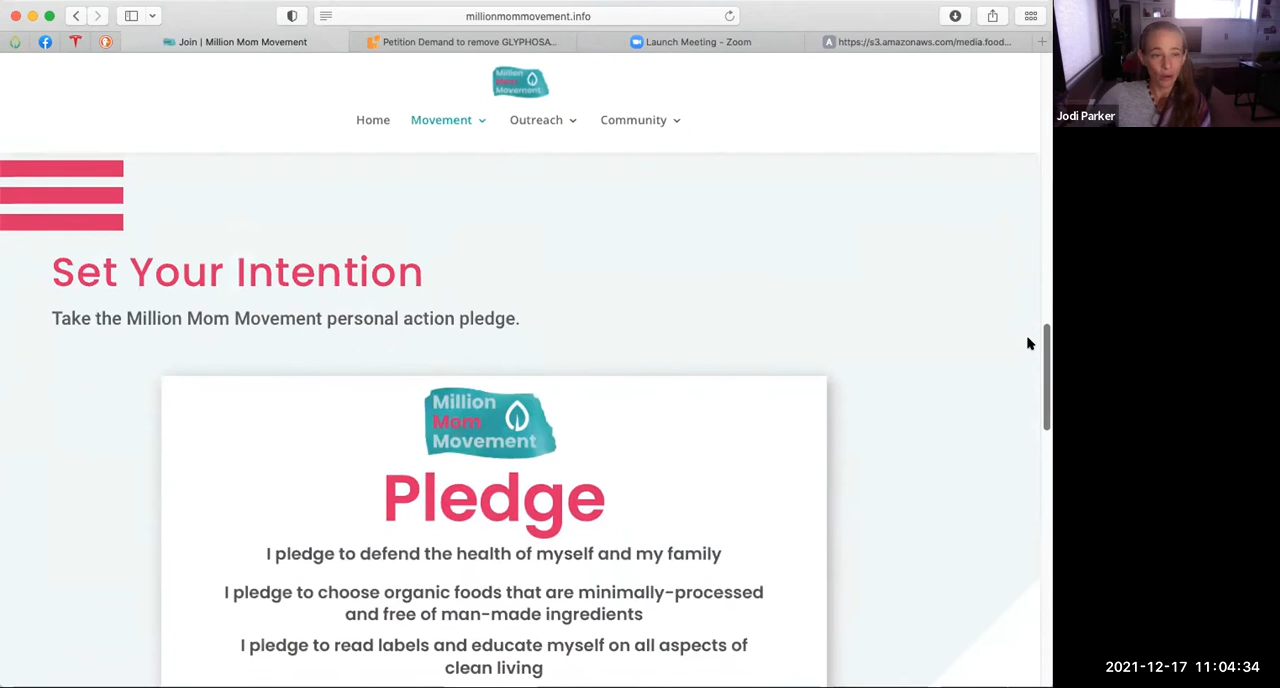 millionmommovement.info
Join | Million Mom Movement
Petition Demand to remove GLYPHOSA...
Launch Meeting - Zoom
https://s3.amazonaws.com/media.food...
Million
Mom
Movement
Home
Movement
Outreach
Community
Jodi Parker
Set Your Intention
Take the Million Mom Movement personal action pledge.
Million
Mom
Movement
Pledge
I pledge to defend the health of myself and my family
I pledge to choose organic foods that are minimally-processed
and free of man-made ingredients
I pledge to read labels and educate myself on all aspects of
clean living
2021-12-17 11:04:34